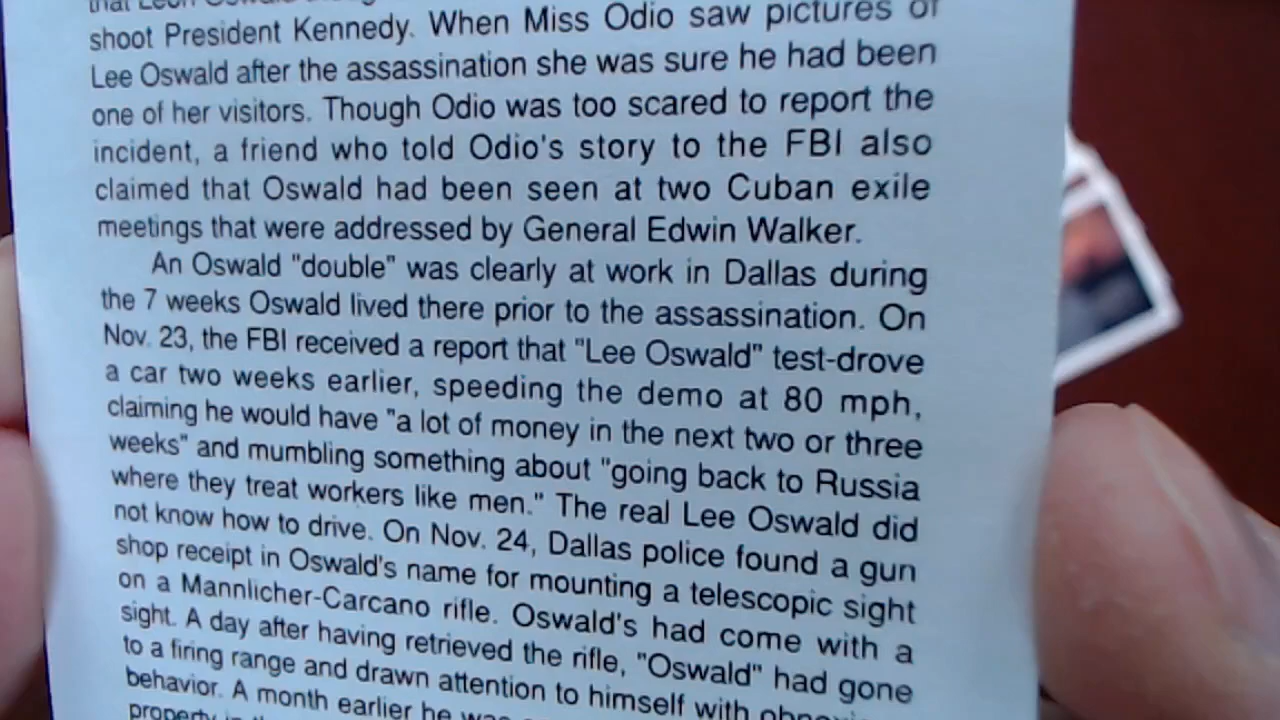 that Leon Oswald
shoot President Kennedy. When Miss Odio saw pictures of
Lee Oswald after the assassination she was sure he had been
one of her visitors. Though Odio was too scared to report the
incident, a friend who told Odio's story to the FBI also
claimed that Oswald had been seen at two Cuban exile
meetings that were addressed by General Edwin Walker.
An Oswald "double" was clearly at work in Dallas during
the 7 weeks Oswald lived there prior to the assassination. On
Nov. 23, the FBI received a report that "Lee Oswald" test-drove
a car two weeks earlier, speeding the demo at 80 mph,
claiming he would have "a lot of money in the next two or three
weeks" and mumbling something about "going back to Russia
where they treat workers like men." The real Lee Oswald did
not know how to drive. On Nov. 24, Dallas police found a gun
shop receipt in Oswald's name for mounting a telescopic sight
on a Mannlicher-Carcano rifle. Oswald's had come with a
sight. A day after having retrieved the rifle, "Oswald" had gone
to a firing range and drawn attention to himself with
behavior. A month earlier he was
property in